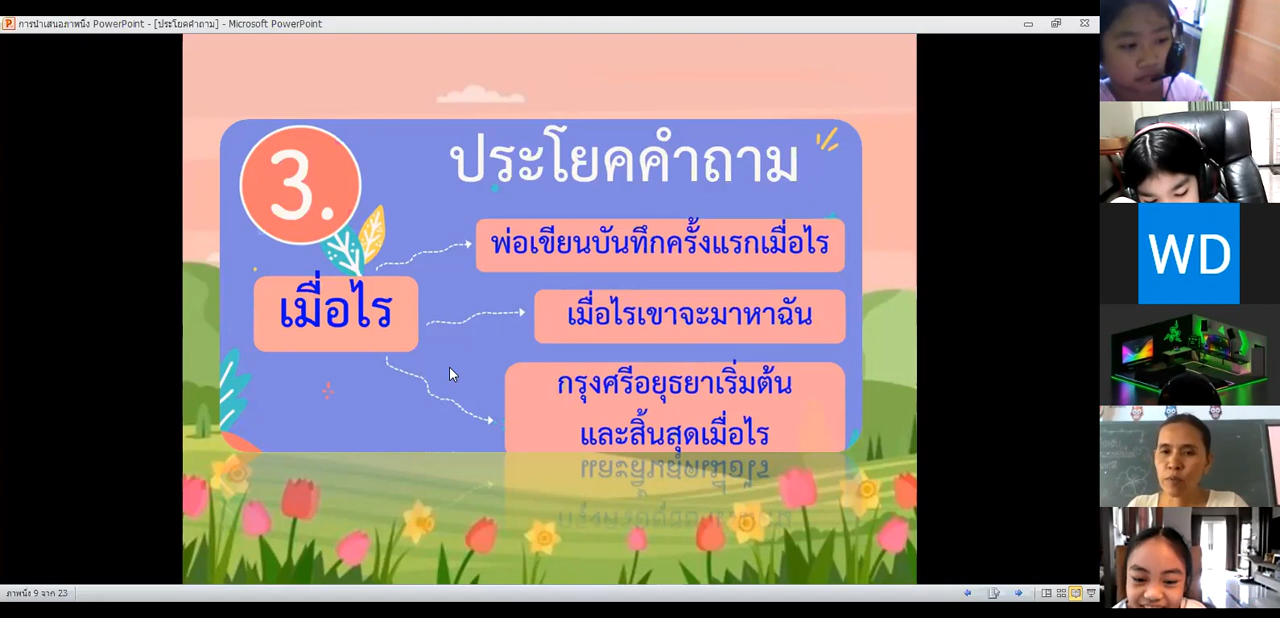 การนำเสนอภาพนิ่ง PowerPoint - [ประโยคคำถาม] - Microsoft PowerPoint
3.
ประโยคคำถาม
เมื่อไร
พ่อเขียนบันทึกครั้งแรกเมื่อไร
เมื่อไรเขาจะมาหาฉัน
กรุงศรีอยุธยาเริ่มต้น
และสิ้นสุดเมื่อไร
WD
ภาพนิ่ง 9 จาก 23